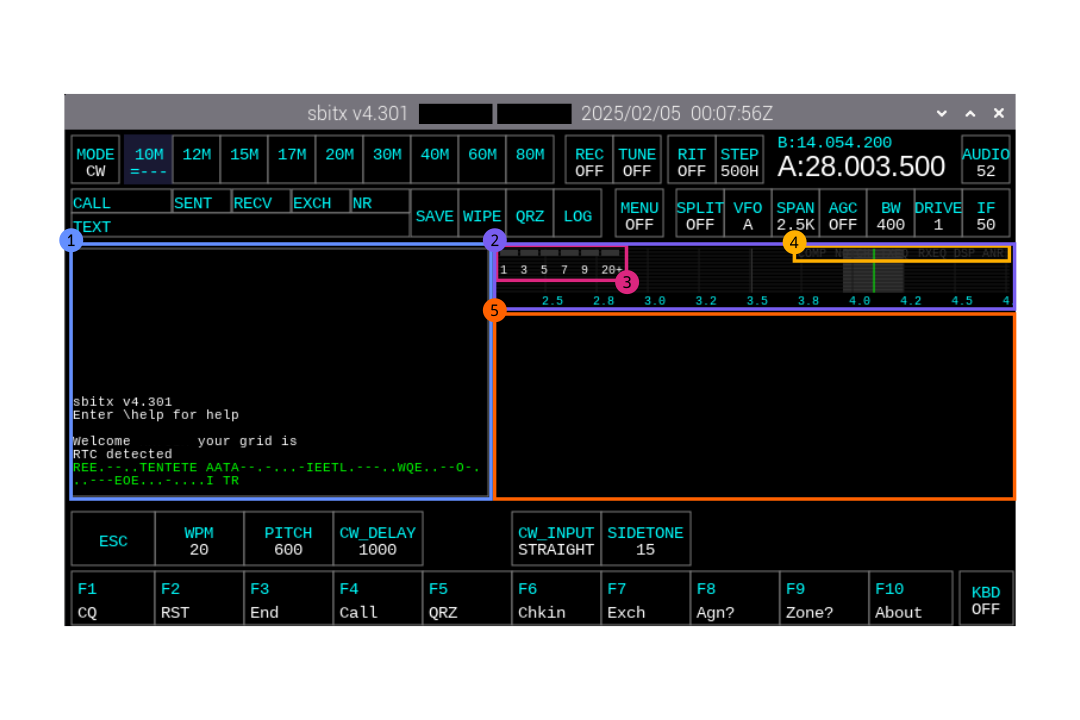 sbitx v4.301 2025/02/05 00:07:56Z
MODE 10M 12M 15M 17M 20M 30M 40M 60M 80M REC TUNE RIT STEP B:14.054.200 AUDIO
CW =--- OFF OFF OFF 500H A:28.003.500 52
CALL SENT RECV EXCH NR SAVE WIPE QRZ LOG MENU SPLIT VFO SPAN AGC BW DRIVE IF
TEXT OFF OFF A 2.5K OFF 400 1 50
1 2 4
COMP RXEQ DSP ANR
1 3 5 7 9 20+
3
2.5 2.8 3.0 3.2 3.5 3.8 4.0 4.2 4.5 4.
5
sbitx v4.301
Enter \help for help
Welcome your grid is
RTC detected
REE.--..TENTETE AATA--.-...-IEETL.---..WQE..--O-.
..---EOE...-....I TR
ESC WPM PITCH CW_DELAY CW_INPUT SIDETONE
20 600 1000 STRAIGHT 15
F1 F2 F3 F4 F5 F6 F7 F8 F9 F10 KBD
CQ RST End Call QRZ Chkin Exch Agn? Zone? About OFF